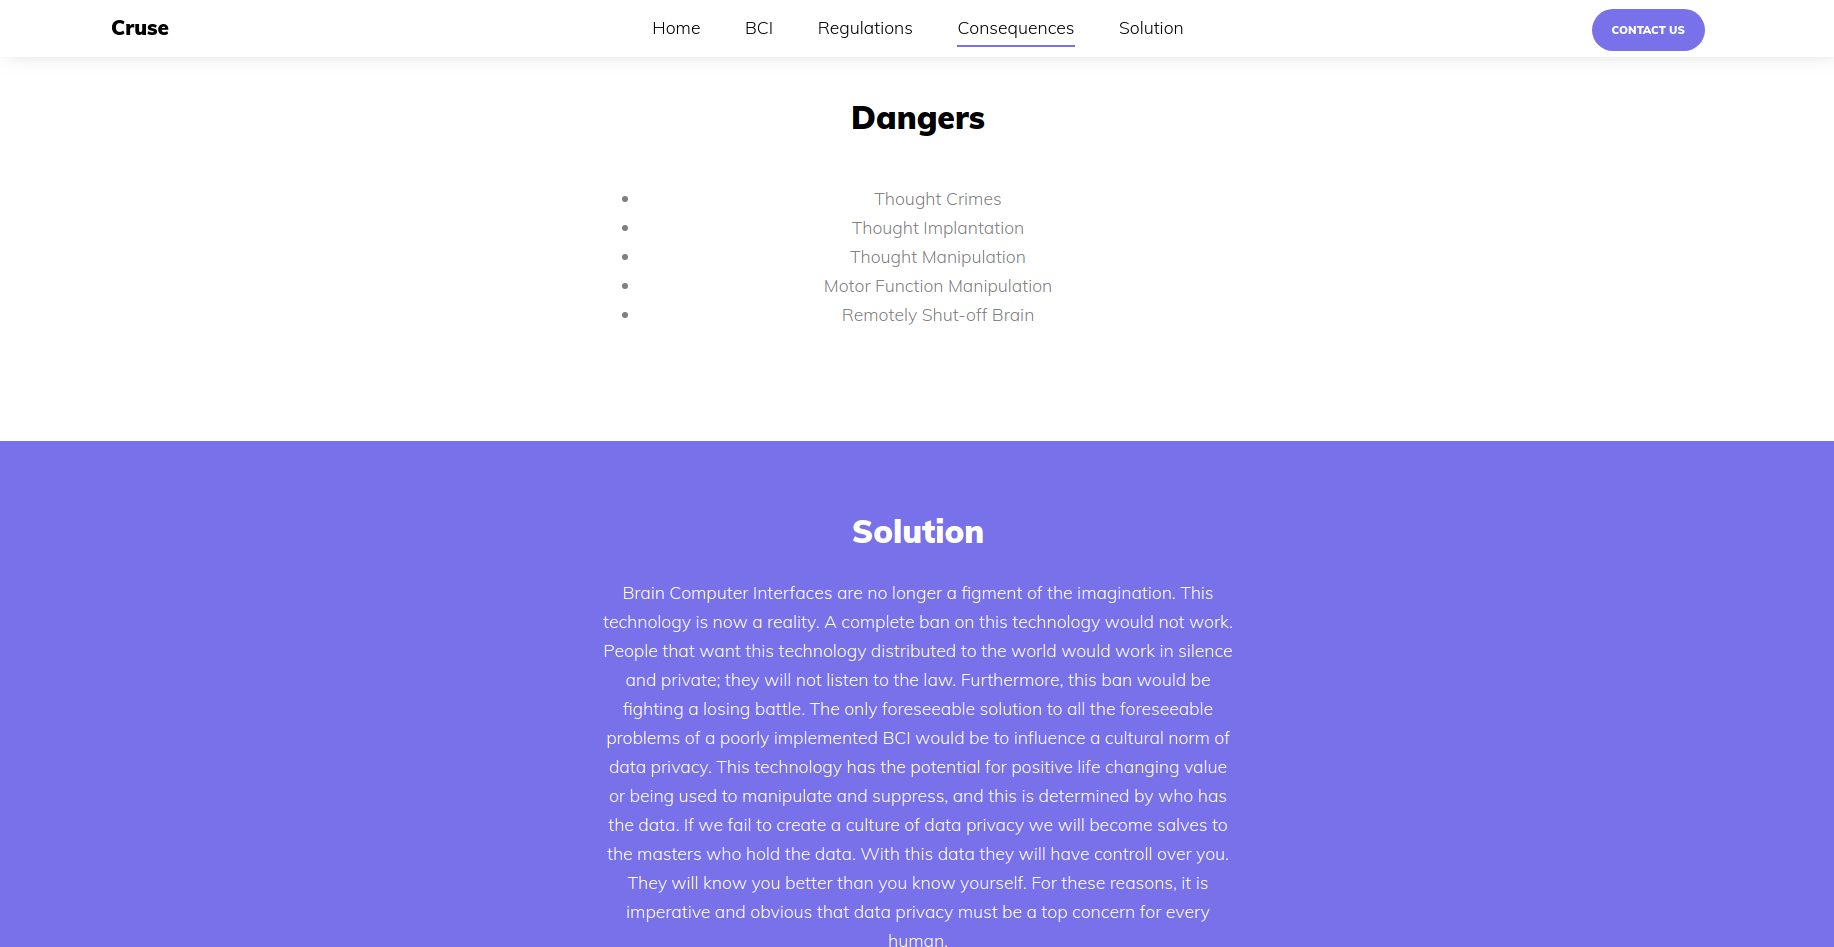 Cruse
Home
BCI
Regulations
Consequences
Solution
CONTACT US
Dangers
Thought Crimes
Thought Implantation
Thought Manipulation
Motor Function Manipulation
Remotely Shut-off Brain
Solution
Brain Computer Interfaces are no longer a figment of the imagination. This
technology is now a reality. A complete ban on this technology would not work.
People that want this technology distributed to the world would work in silence
and private; they will not listen to the law. Furthermore, this ban would be
fighting a losing battle. The only foreseeable solution to all the foreseeable
problems of a poorly implemented BCI would be to influence a cultural norm of
data privacy. This technology has the potential for positive life changing value
or being used to manipulate and suppress, and this is determined by who has
the data. If we fail to create a culture of data privacy we will become salves to
the masters who hold the data. With this data they will have controll over you.
They will know you better than you know yourself. For these reasons, it is
imperative and obvious that data privacy must be a top concern for every
human.